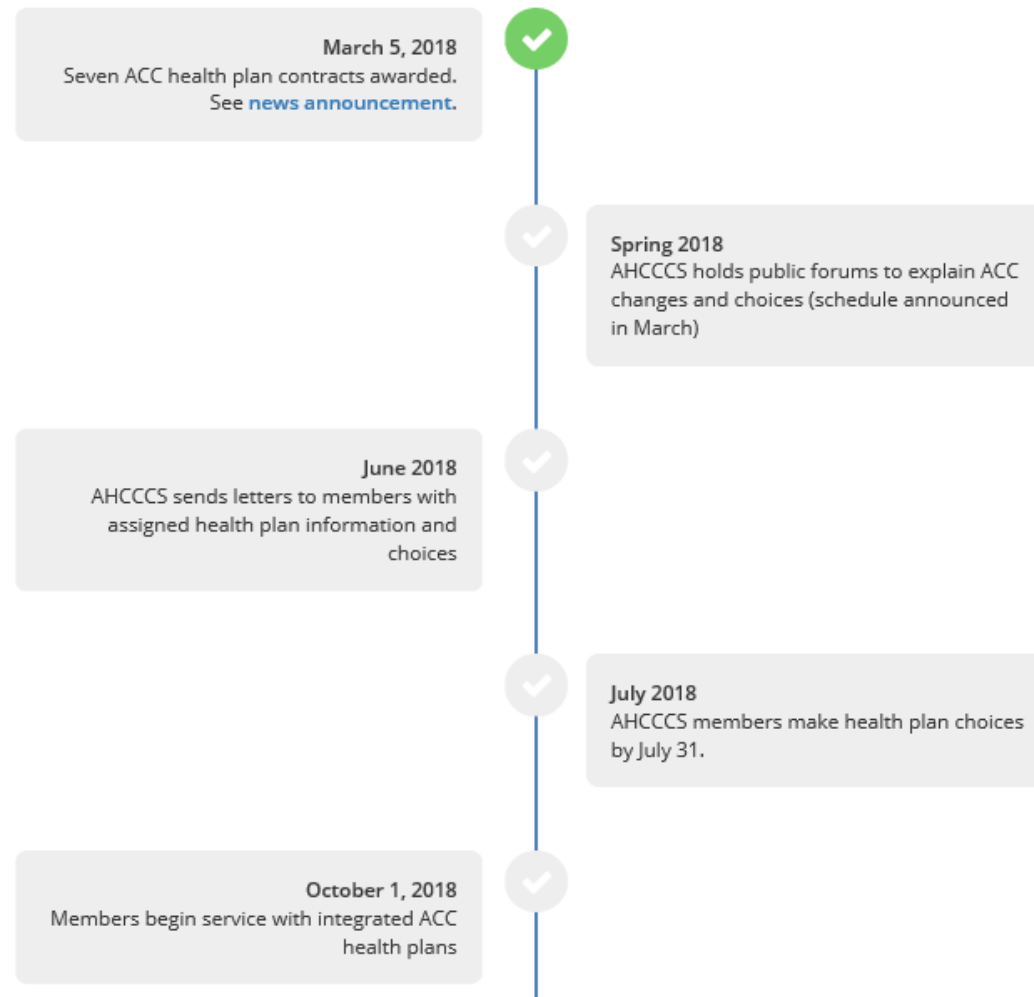 March 5, 2018
Seven ACC health plan contracts awarded.
See news announcement.
Spring 2018
AHCCCS holds public forums to explain ACC
changes and choices (schedule announced
in March)
June 2018
AHCCCS sends letters to members with
assigned health plan information and
choices
July 2018
AHCCCS members make health plan choices
by July 31.
October 1, 2018
Members begin service with integrated ACC
health plans